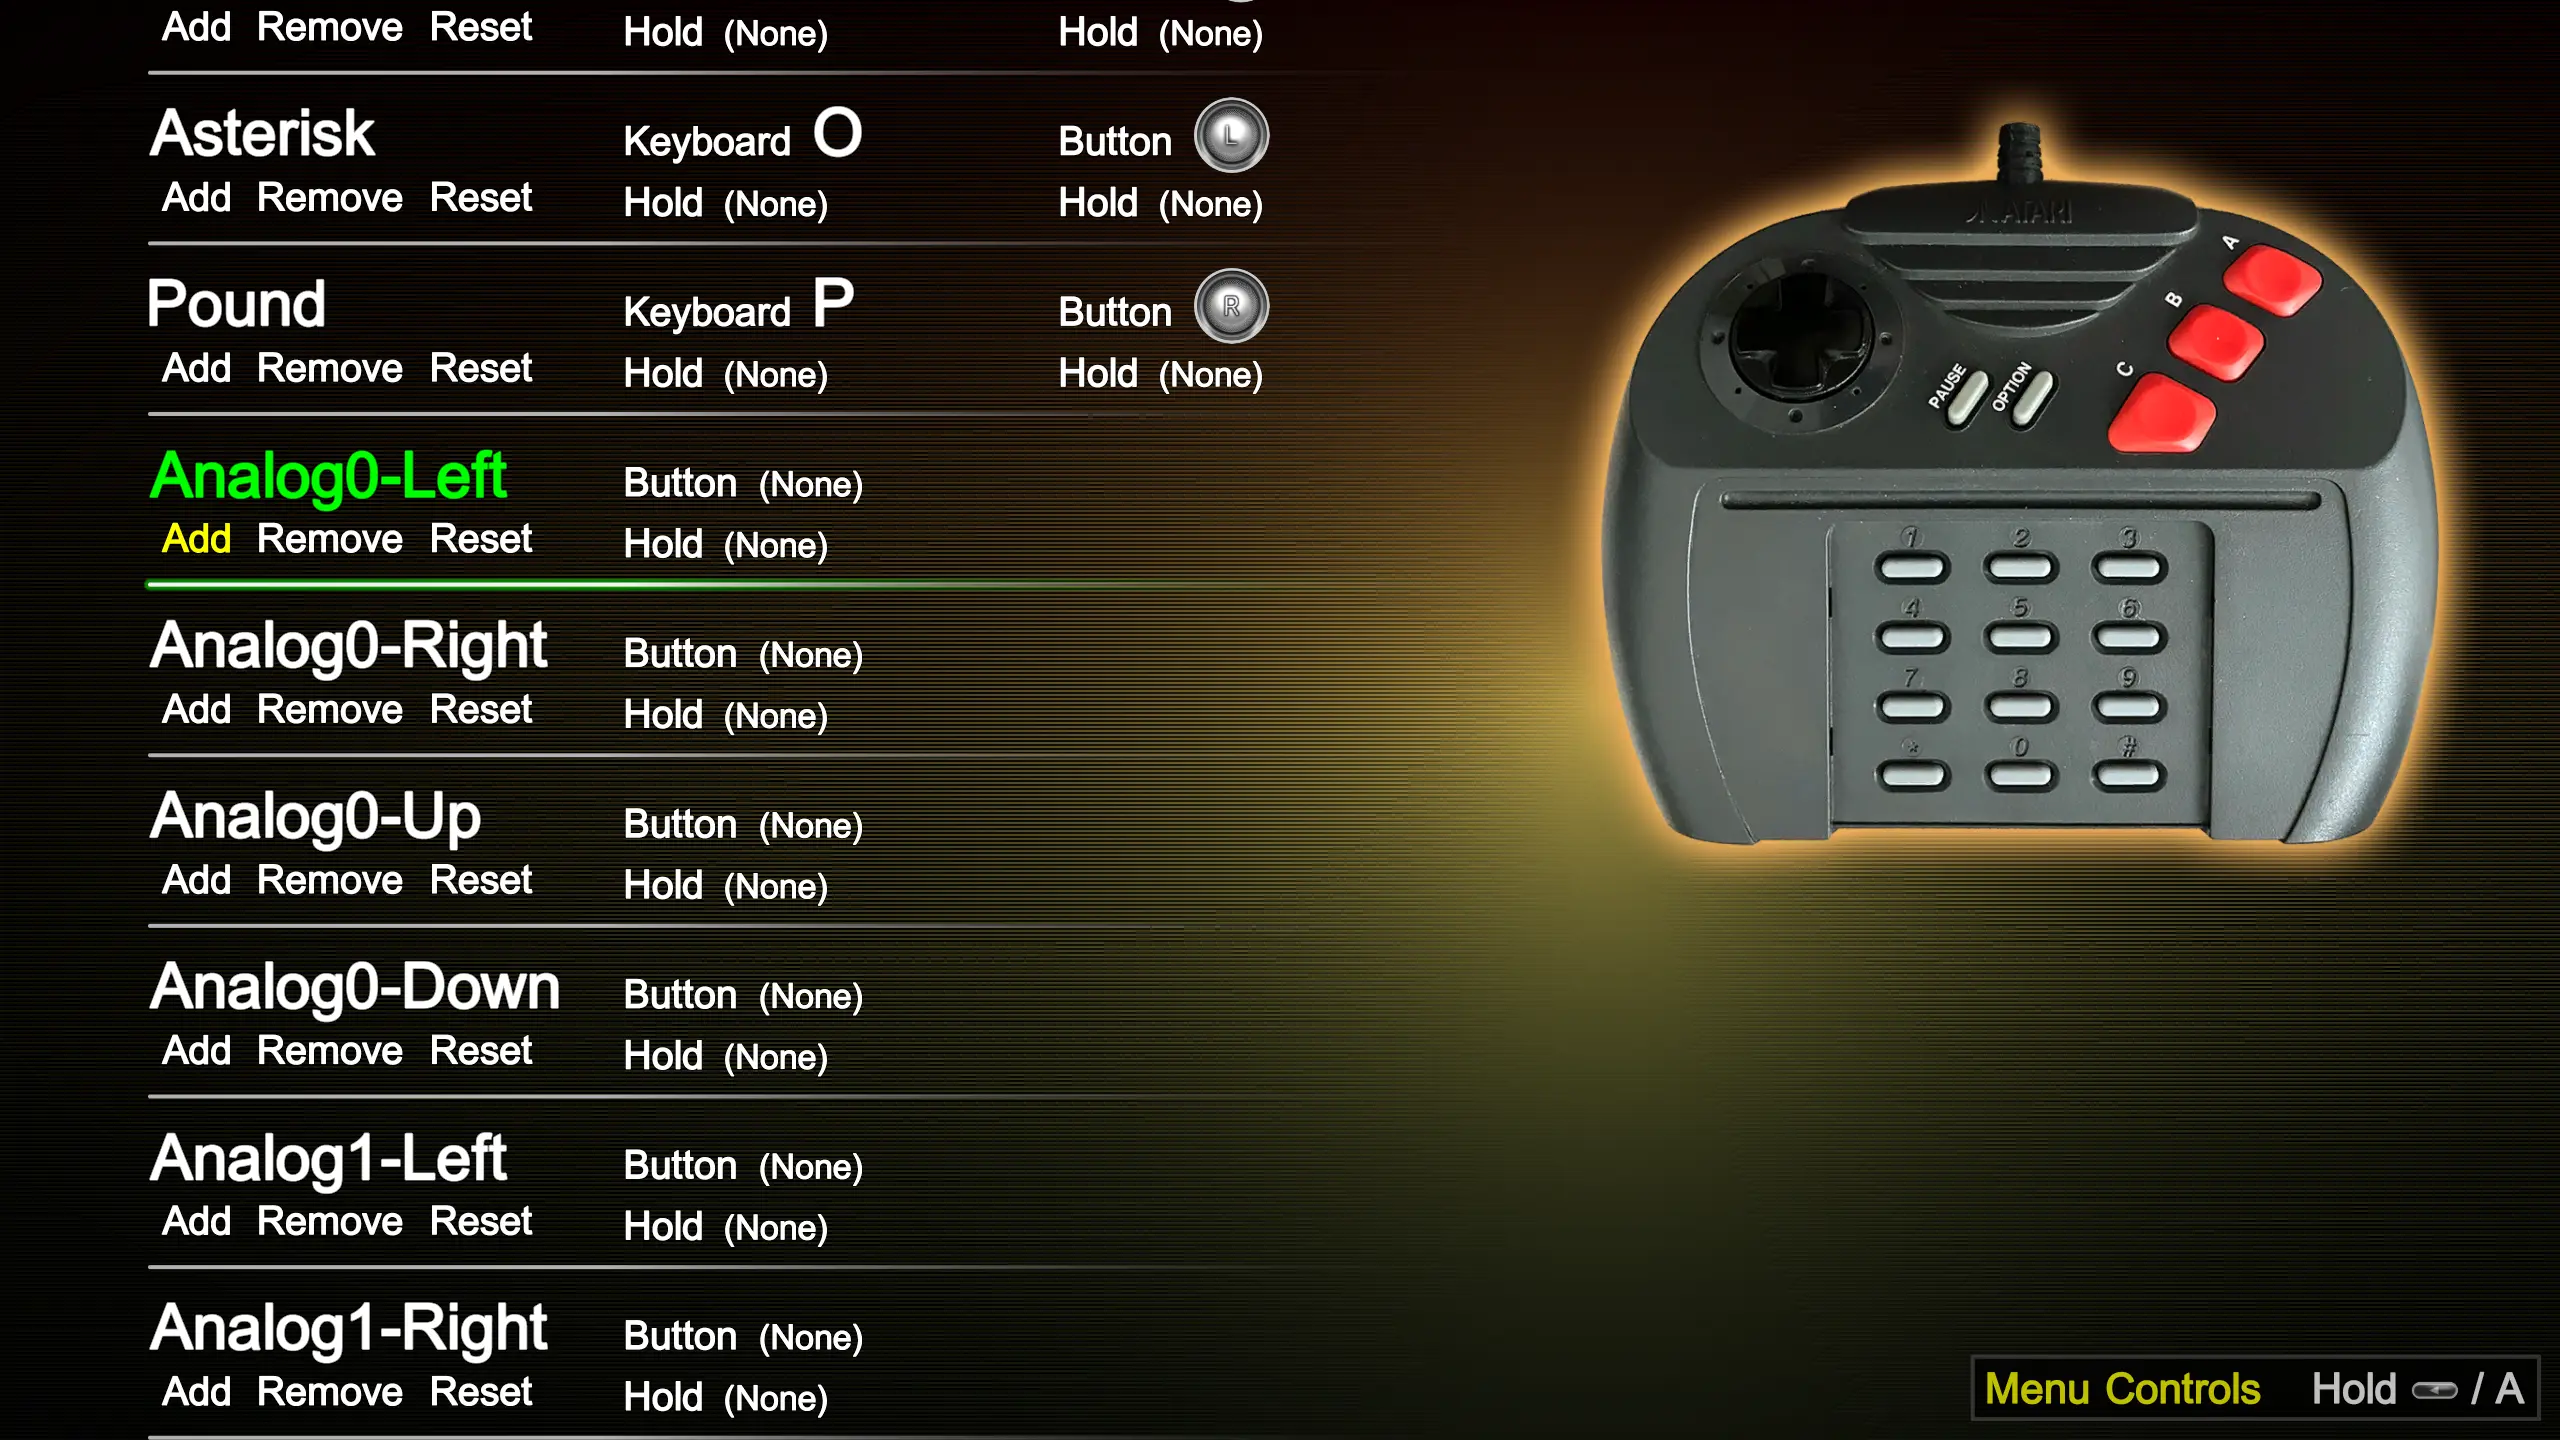 Add Remove Reset Hold (None) Hold (None)
Asterisk Keyboard O Button L
Add Remove Reset Hold (None) Hold (None)
Pound Keyboard P Button R
Add Remove Reset Hold (None) Hold (None)
Analog0-Left Button (None)
Add Remove Reset Hold (None)
Analog0-Right Button (None)
Add Remove Reset Hold (None)
Analog0-Up Button (None)
Add Remove Reset Hold (None)
Analog0-Down Button (None)
Add Remove Reset Hold (None)
Analog1-Left Button (None)
Add Remove Reset Hold (None)
Analog1-Right Button (None)
Add Remove Reset Hold (None)
ATARI
A
B
C
PAUSE OPTION
1 2 3
4 5 6
7 8 9
* 0 #
Menu Controls Hold / A